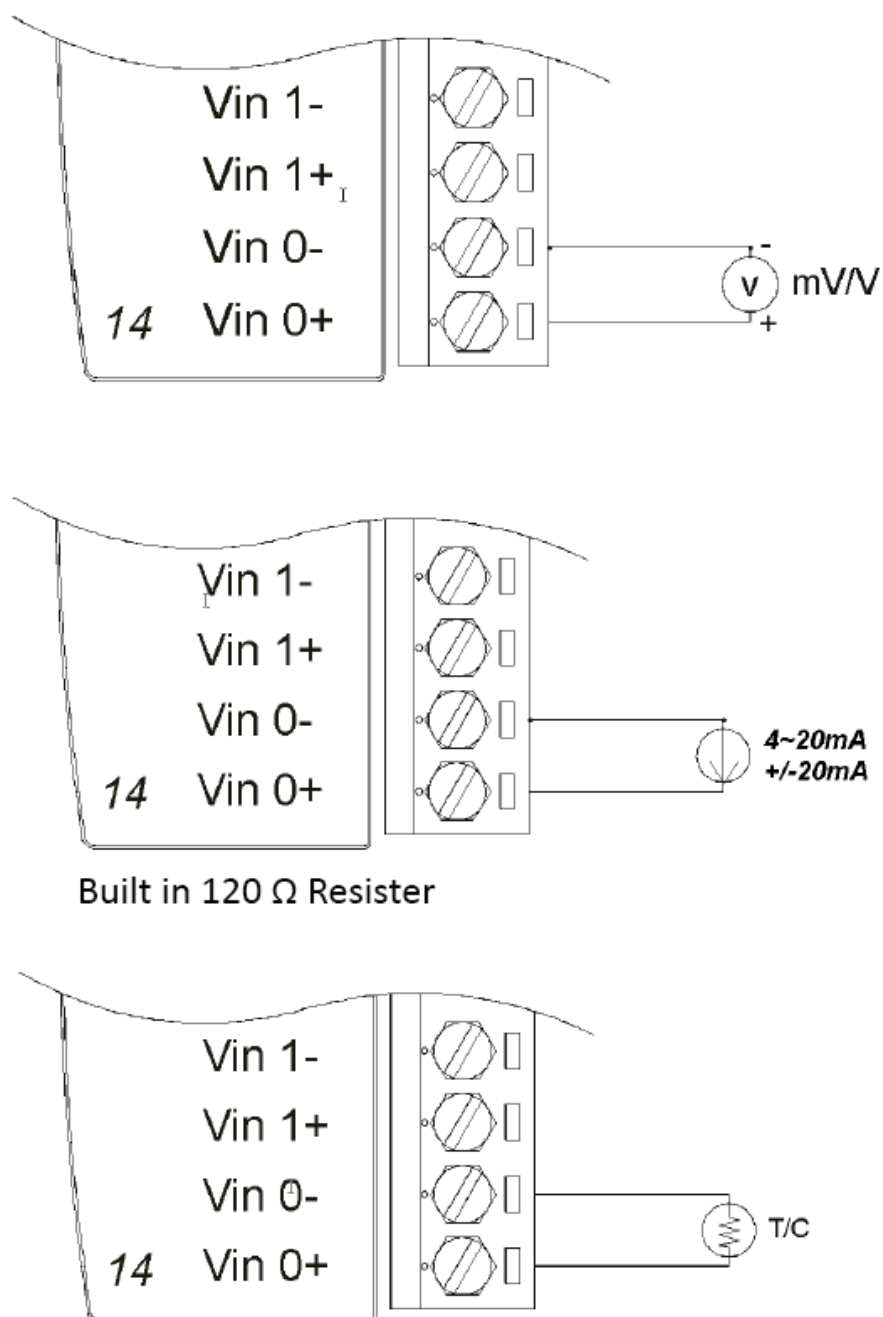 Vin 1-
Vin 1+
Vin 0-
14 Vin 0+
-
V mV/V
+
Vin 1-
Vin 1+
Vin 0-
14 Vin 0+
4~20mA
+/-20mA
Built in 120 Ω Resister
Vin 1-
Vin 1+
Vin 0-
14 Vin 0+
T/C